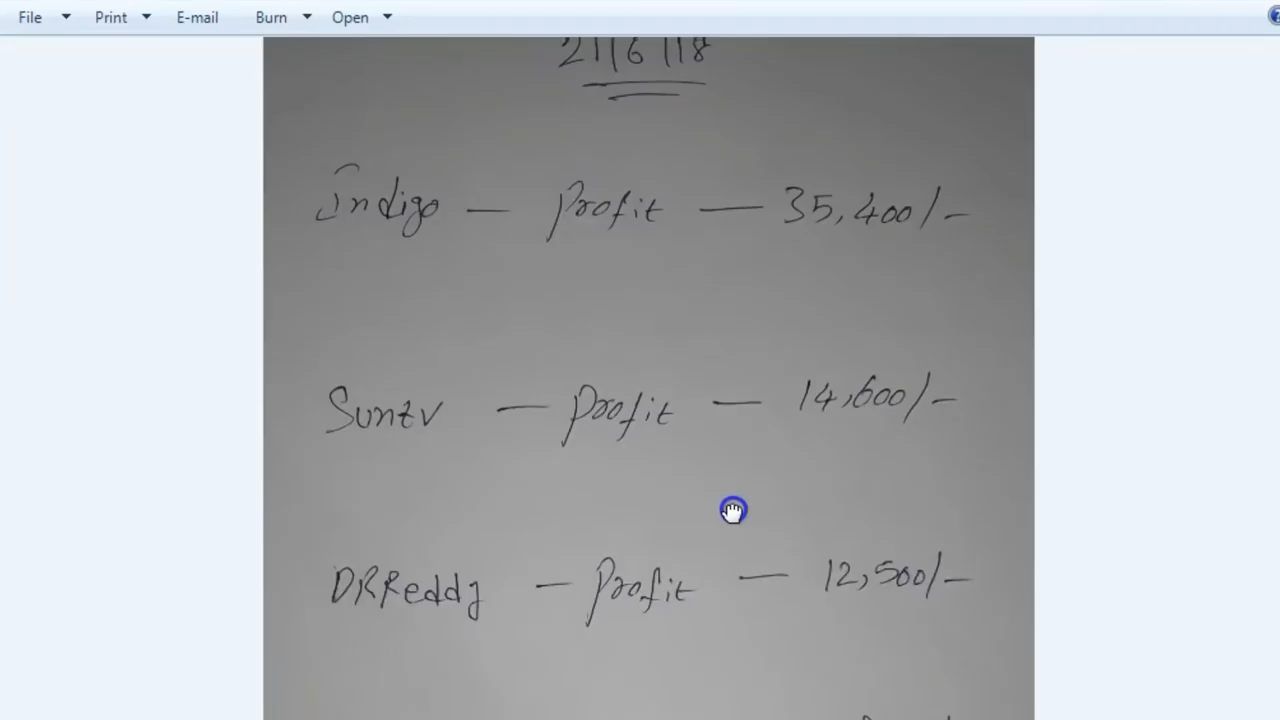 File Print E-mail Burn Open
21/6/18
Indigo — Profit — 35,400/-
Suntv — Profit — 14,600/-
DRReddy — Profit — 12,500/-